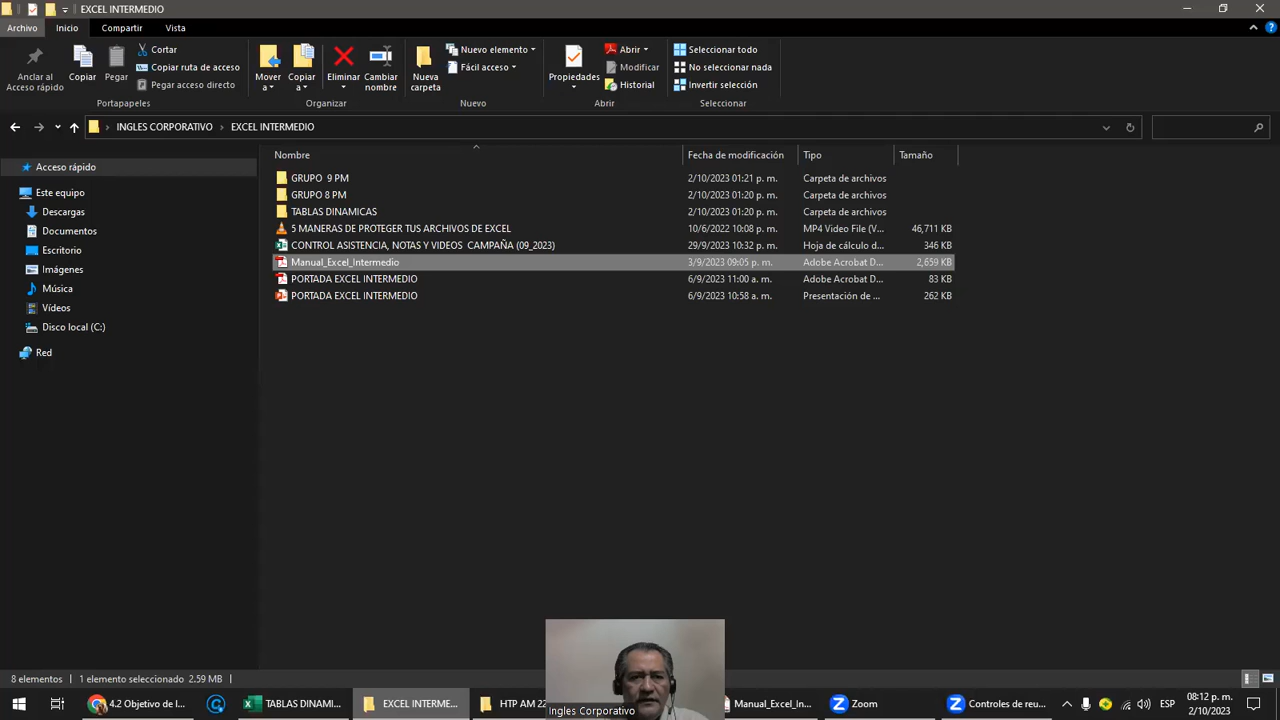 EXCEL INTERMEDIO
Archivo Inicio Compartir Vista
Anclar al Acceso rápido
Copiar
Pegar
Cortar
Copiar ruta de acceso
Pegar acceso directo
Portapapeles
Mover a
Copiar a
Eliminar
Cambiar nombre
Organizar
Nueva carpeta
Nuevo elemento
Fácil acceso
Nuevo
Propiedades
Abrir
Modificar
Historial
Abrir
Seleccionar todo
No seleccionar nada
Invertir selección
Seleccionar
INGLES CORPORATIVO › EXCEL INTERMEDIO
Acceso rápido
Este equipo
Descargas
Documentos
Escritorio
Imágenes
Música
Vídeos
Disco local (C:)
Red
Nombre Fecha de modificación Tipo Tamaño
GRUPO 9 PM 2/10/2023 01:21 p. m. Carpeta de archivos
GRUPO 8 PM 2/10/2023 01:20 p. m. Carpeta de archivos
TABLAS DINAMICAS 2/10/2023 01:20 p. m. Carpeta de archivos
5 MANERAS DE PROTEGER TUS ARCHIVOS DE EXCEL 10/6/2022 10:08 p. m. MP4 Video File (V... 46,711 KB
CONTROL ASISTENCIA, NOTAS Y VIDEOS CAMPAÑA (09_2023) 29/9/2023 10:32 p. m. Hoja de cálculo d... 346 KB
Manual_Excel_Intermedio 3/9/2023 09:05 p. m. Adobe Acrobat D... 2,659 KB
PORTADA EXCEL INTERMEDIO 6/9/2023 11:00 a. m. Adobe Acrobat D... 83 KB
PORTADA EXCEL INTERMEDIO 6/9/2023 10:58 a. m. Presentación de ... 262 KB
8 elementos 1 elemento seleccionado 2.59 MB
Ingles Corporativo
4.2 Objetivo de l... TABLAS DINAMI... EXCEL INTERME... HTP AM 22 Manual_Excel_In... Zoom Controles de reu... ESP
08:12 p. m.
2/10/2023